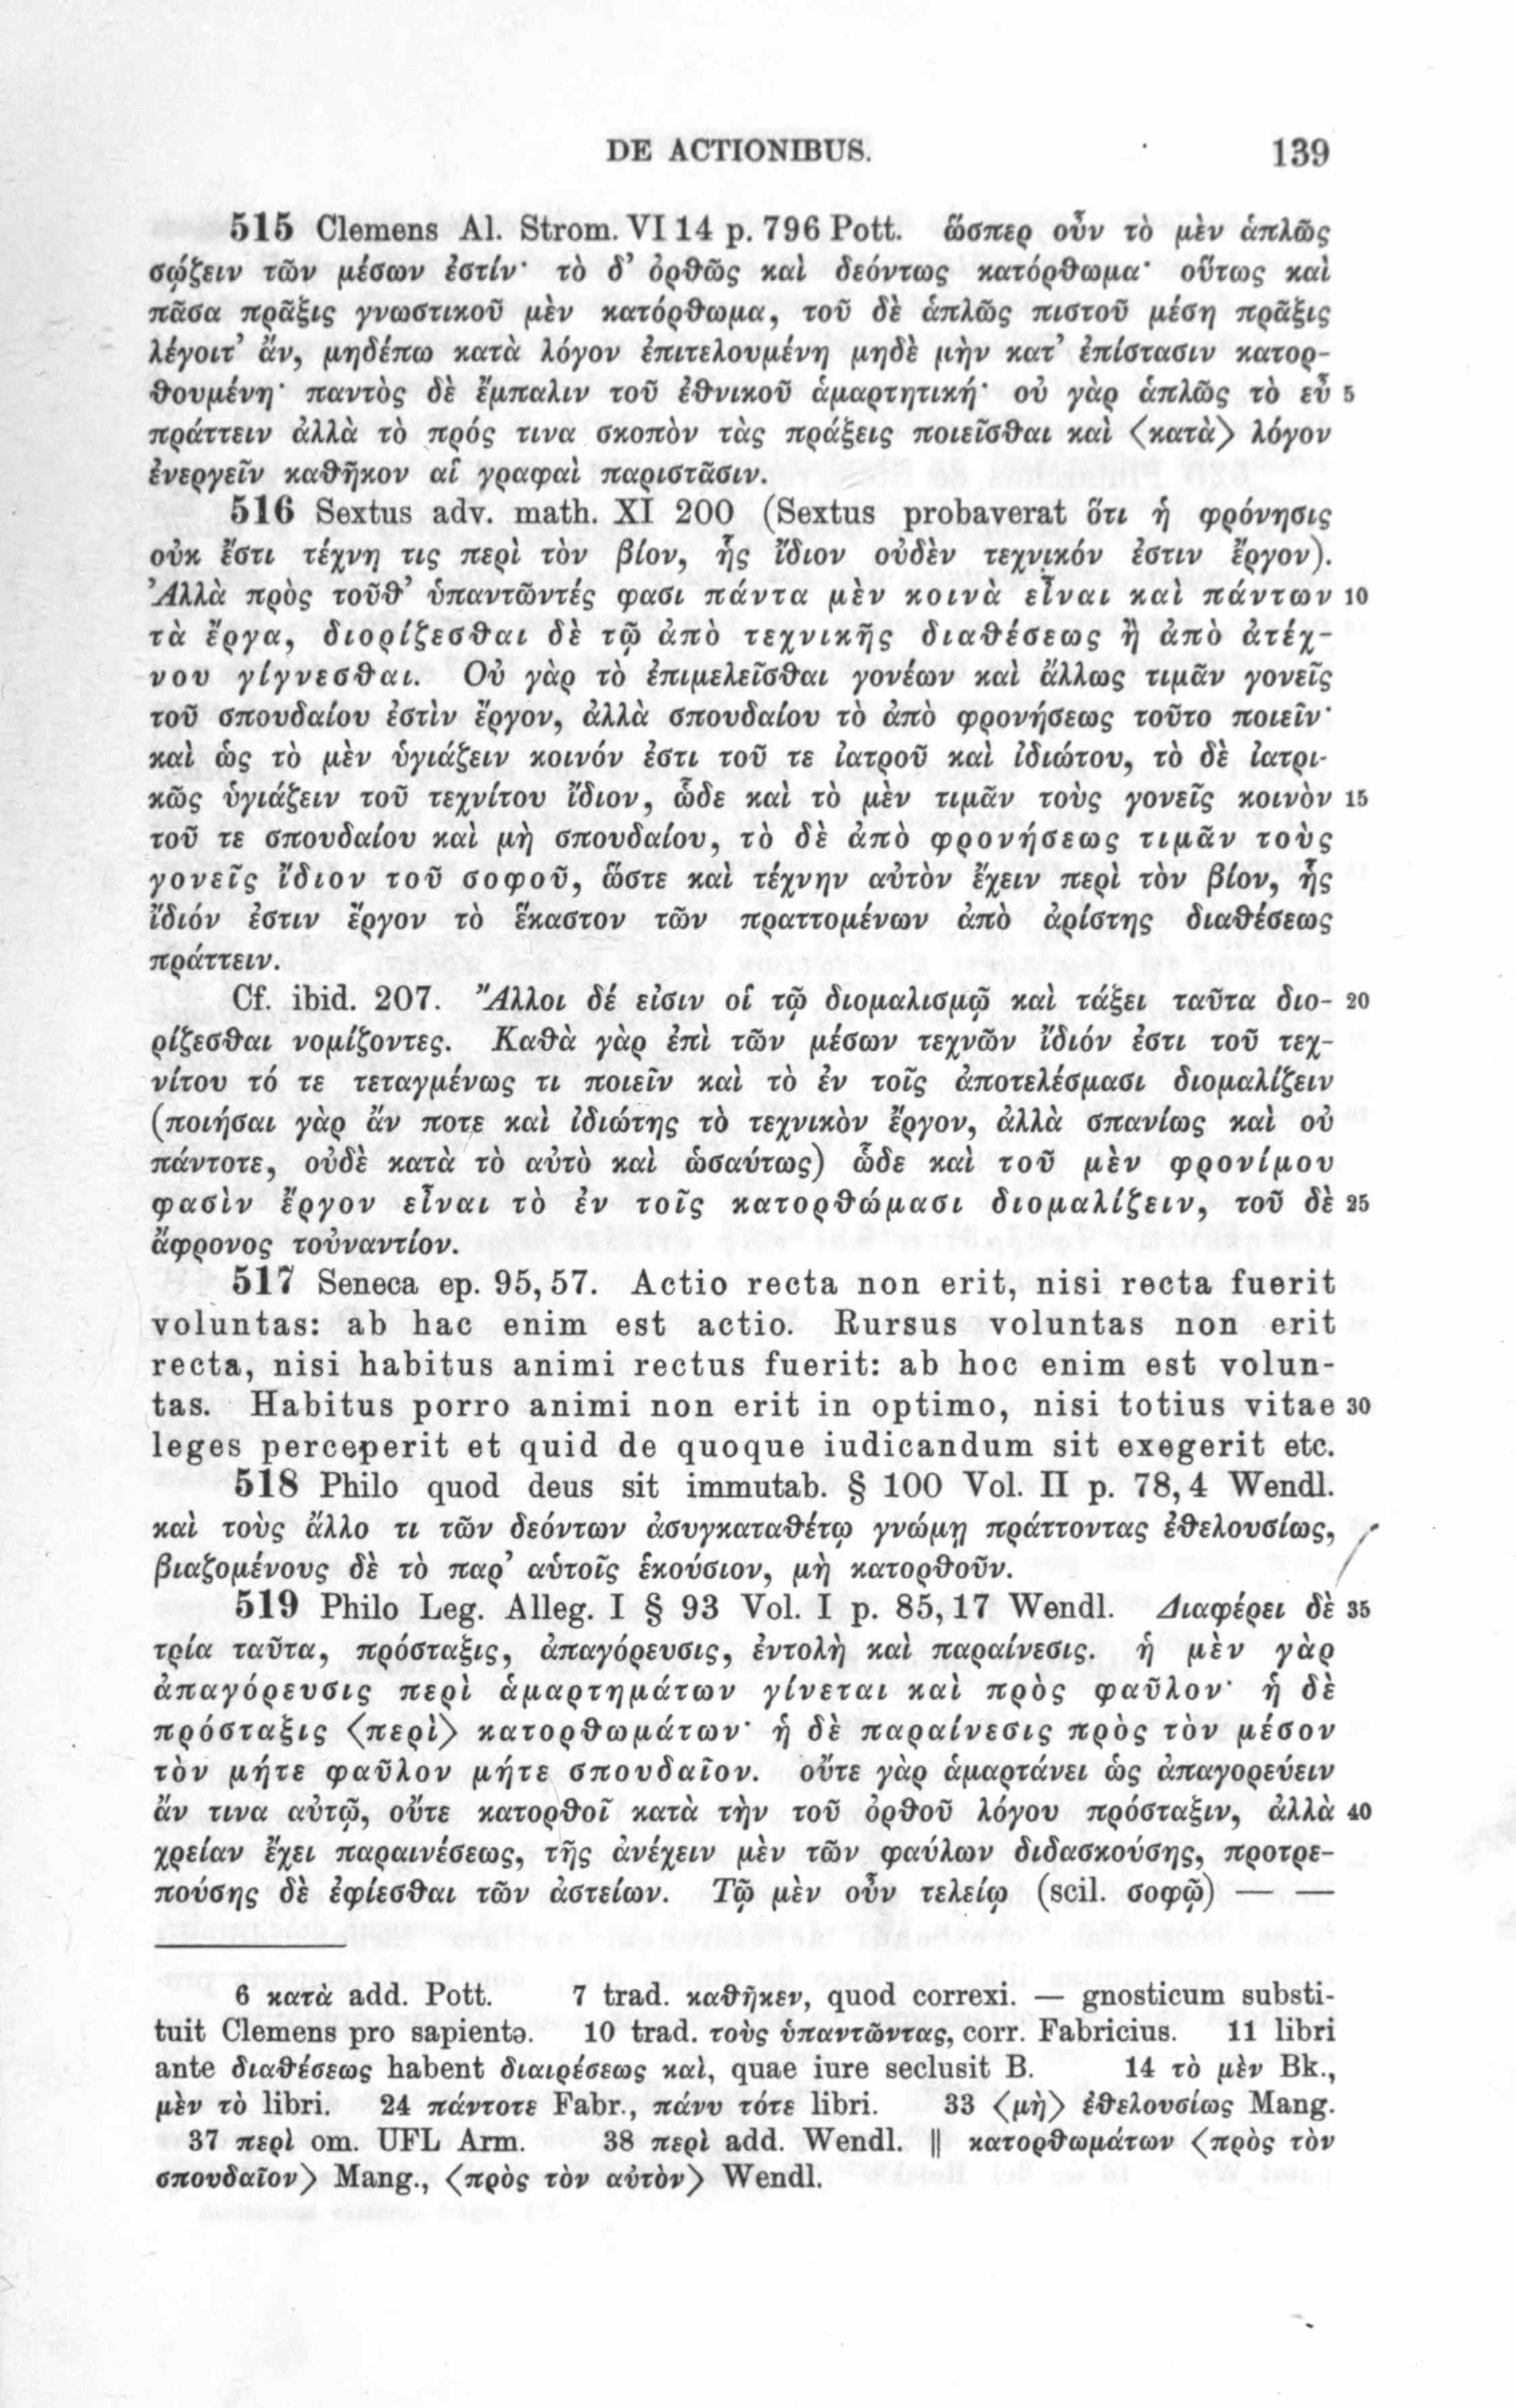 DE ACTIONIBUS. 139
515 Clemens Al. Strom. VI 14 p. 796 Pott. ὥσπερ οὖν τὸ μὲν ἁπλῶς
σῴζειν τῶν μέσων ἐστίν· τὸ δ’ ὀρθῶς καὶ δεόντως κατόρθωμα· οὕτως καὶ
πᾶσα πρᾶξις γνωστικοῦ μὲν κατόρθωμα, τοῦ δὲ ἁπλῶς πιστοῦ μέση πρᾶξις
λέγοιτ’ ἄν, μηδέπω κατὰ λόγον ἐπιτελουμένη μηδὲ μὴν κατ’ ἐπίστασιν κατορ-
θουμένη· παντὸς δὲ ἔμπαλιν τοῦ ἐθνικοῦ ἁμαρτητική· οὐ γὰρ ἁπλῶς τὸ εὖ 5
πράττειν ἀλλὰ τὸ πρός τινα σκοπὸν τὰς πράξεις ποιεῖσθαι καὶ ⟨κατὰ⟩ λόγον
ἐνεργεῖν καθῆκον αἱ γραφαὶ παριστᾶσιν.
516 Sextus adv. math. XI 200 (Sextus probaverat ὅτι ἡ φρόνησις
οὐκ ἔστι τέχνη τις περὶ τὸν βίον, ἧς ἴδιον οὐδὲν τεχνικόν ἐστιν ἔργον).
Ἀλλὰ πρὸς τοῦθ’ ὑπαντῶντές φασι πάντα μὲν κοινὰ εἶναι καὶ πάντων 10
τὰ ἔργα, διορίζεσθαι δὲ τῷ ἀπὸ τεχνικῆς διαθέσεως ἢ ἀπὸ ἀτέχ-
νου γίγνεσθαι. Οὐ γὰρ τὸ ἐπιμελεῖσθαι γονέων καὶ ἄλλως τιμᾶν γονεῖς
τοῦ σπουδαίου ἐστὶν ἔργον, ἀλλὰ σπουδαίου τὸ ἀπὸ φρονήσεως τοῦτο ποιεῖν·
καὶ ὡς τὸ μὲν ὑγιάζειν κοινόν ἐστι τοῦ τε ἰατροῦ καὶ ἰδιώτου, τὸ δὲ ἰατρι-
κῶς ὑγιάζειν τοῦ τεχνίτου ἴδιον, ὧδε καὶ τὸ μὲν τιμᾶν τοὺς γονεῖς κοινὸν 15
τοῦ τε σπουδαίου καὶ μὴ σπουδαίου, τὸ δὲ ἀπὸ φρονήσεως τιμᾶν τοὺς
γονεῖς ἴδιον τοῦ σοφοῦ, ὥστε καὶ τέχνην αὐτὸν ἔχειν περὶ τὸν βίον, ἧς
ἴδιόν ἐστιν ἔργον τὸ ἕκαστον τῶν πραττομένων ἀπὸ ἀρίστης διαθέσεως
πράττειν.
Cf. ibid. 207. Ἄλλοι δέ εἰσιν οἱ τῷ διομαλισμῷ καὶ τάξει ταῦτα διο- 20
ρίζεσθαι νομίζοντες. Καθὰ γὰρ ἐπὶ τῶν μέσων τεχνῶν ἴδιόν ἐστι τοῦ τεχ-
νίτου τό τε τεταγμένως τι ποιεῖν καὶ τὸ ἐν τοῖς ἀποτελέσμασι διομαλίζειν
(ποιήσαι γὰρ ἄν ποτε καὶ ἰδιώτης τὸ τεχνικὸν ἔργον, ἀλλὰ σπανίως καὶ οὐ
πάντοτε, οὐδὲ κατὰ τὸ αὐτὸ καὶ ὡσαύτως) ὧδε καὶ τοῦ μὲν φρονίμου
φασὶν ἔργον εἶναι τὸ ἐν τοῖς κατορθώμασι διομαλίζειν, τοῦ δὲ 25
ἄφρονος τοὐναντίον.
517 Seneca ep. 95, 57. Actio recta non erit, nisi recta fuerit
voluntas: ab hac enim est actio. Rursus voluntas non erit
recta, nisi habitus animi rectus fuerit: ab hoc enim est volun-
tas. Habitus porro animi non erit in optimo, nisi totius vitae 30
leges perceperit et quid de quoque iudicandum sit exegerit etc.
518 Philo quod deus sit immutab. § 100 Vol. II p. 78, 4 Wendl.
καὶ τοὺς ἄλλο τι τῶν δεόντων ἀσυγκαταθέτῳ γνώμῃ πράττοντας ἐθελουσίως,
βιαζομένους δὲ τὸ παρ’ αὑτοῖς ἑκούσιον, μὴ κατορθοῦν.
519 Philo Leg. Alleg. I § 93 Vol. I p. 85, 17 Wendl. Διαφέρει δὲ 35
τρία ταῦτα, πρόσταξις, ἀπαγόρευσις, ἐντολὴ καὶ παραίνεσις. ἡ μὲν γὰρ
ἀπαγόρευσις περὶ ἁμαρτημάτων γίνεται καὶ πρὸς φαῦλον· ἡ δὲ
πρόσταξις ⟨περὶ⟩ κατορθωμάτων· ἡ δὲ παραίνεσις πρὸς τὸν μέσον
τὸν μήτε φαῦλον μήτε σπουδαῖον. οὔτε γὰρ ἁμαρτάνει ὡς ἀπαγορεύειν
ἄν τινα αὐτῷ, οὔτε κατορθοῖ κατὰ τὴν τοῦ ὀρθοῦ λόγου πρόσταξιν, ἀλλὰ 40
χρείαν ἔχει παραινέσεως, τῆς ἀνέχειν μὲν τῶν φαύλων διδασκούσης, προτρε-
πούσης δὲ ἐφίεσθαι τῶν ἀστείων. Τῷ μὲν οὖν τελείῳ (scil. σοφῷ) — —
6 κατὰ add. Pott. 7 trad. καθῆκεν, quod correxi. — gnosticum substi-
tuit Clemens pro sapiente. 10 trad. τοὺς ὑπαντῶντας, corr. Fabricius. 11 libri
ante διαθέσεως habent διαιρέσεως καὶ, quae iure seclusit B. 14 τὸ μὲν Bk.,
μὲν τὸ libri. 24 πάντοτε Fabr., πάνυ τότε libri. 33 ⟨μὴ⟩ ἐθελουσίως Mang.
37 περὶ om. UFL Arm. 38 περὶ add. Wendl. ‖ κατορθωμάτων ⟨πρὸς τὸν
σπουδαῖον⟩ Mang., ⟨πρὸς τὸν αὐτὸν⟩ Wendl.